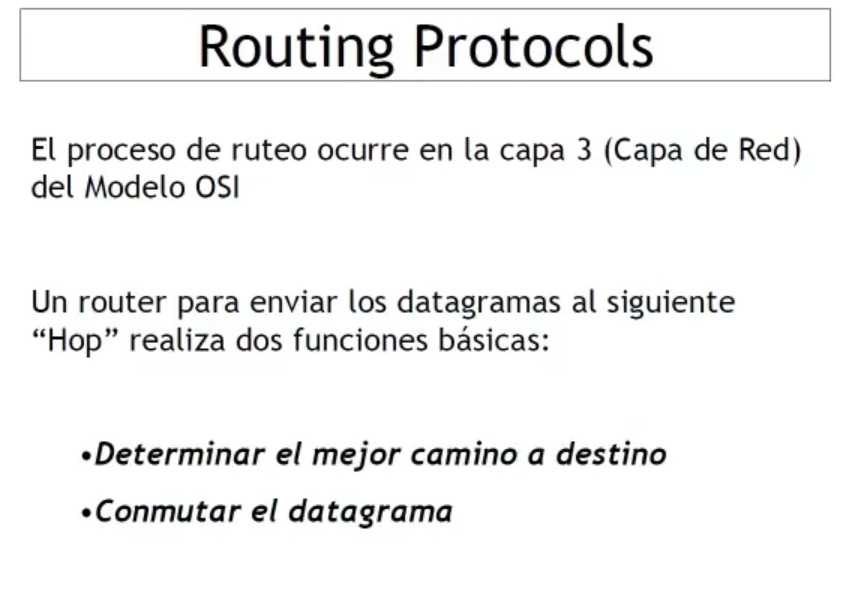 Routing Protocols
El proceso de ruteo ocurre en la capa 3 (Capa de Red)
del Modelo OSI
Un router para enviar los datagramas al siguiente
“Hop” realiza dos funciones básicas:
•Determinar el mejor camino a destino
•Conmutar el datagrama